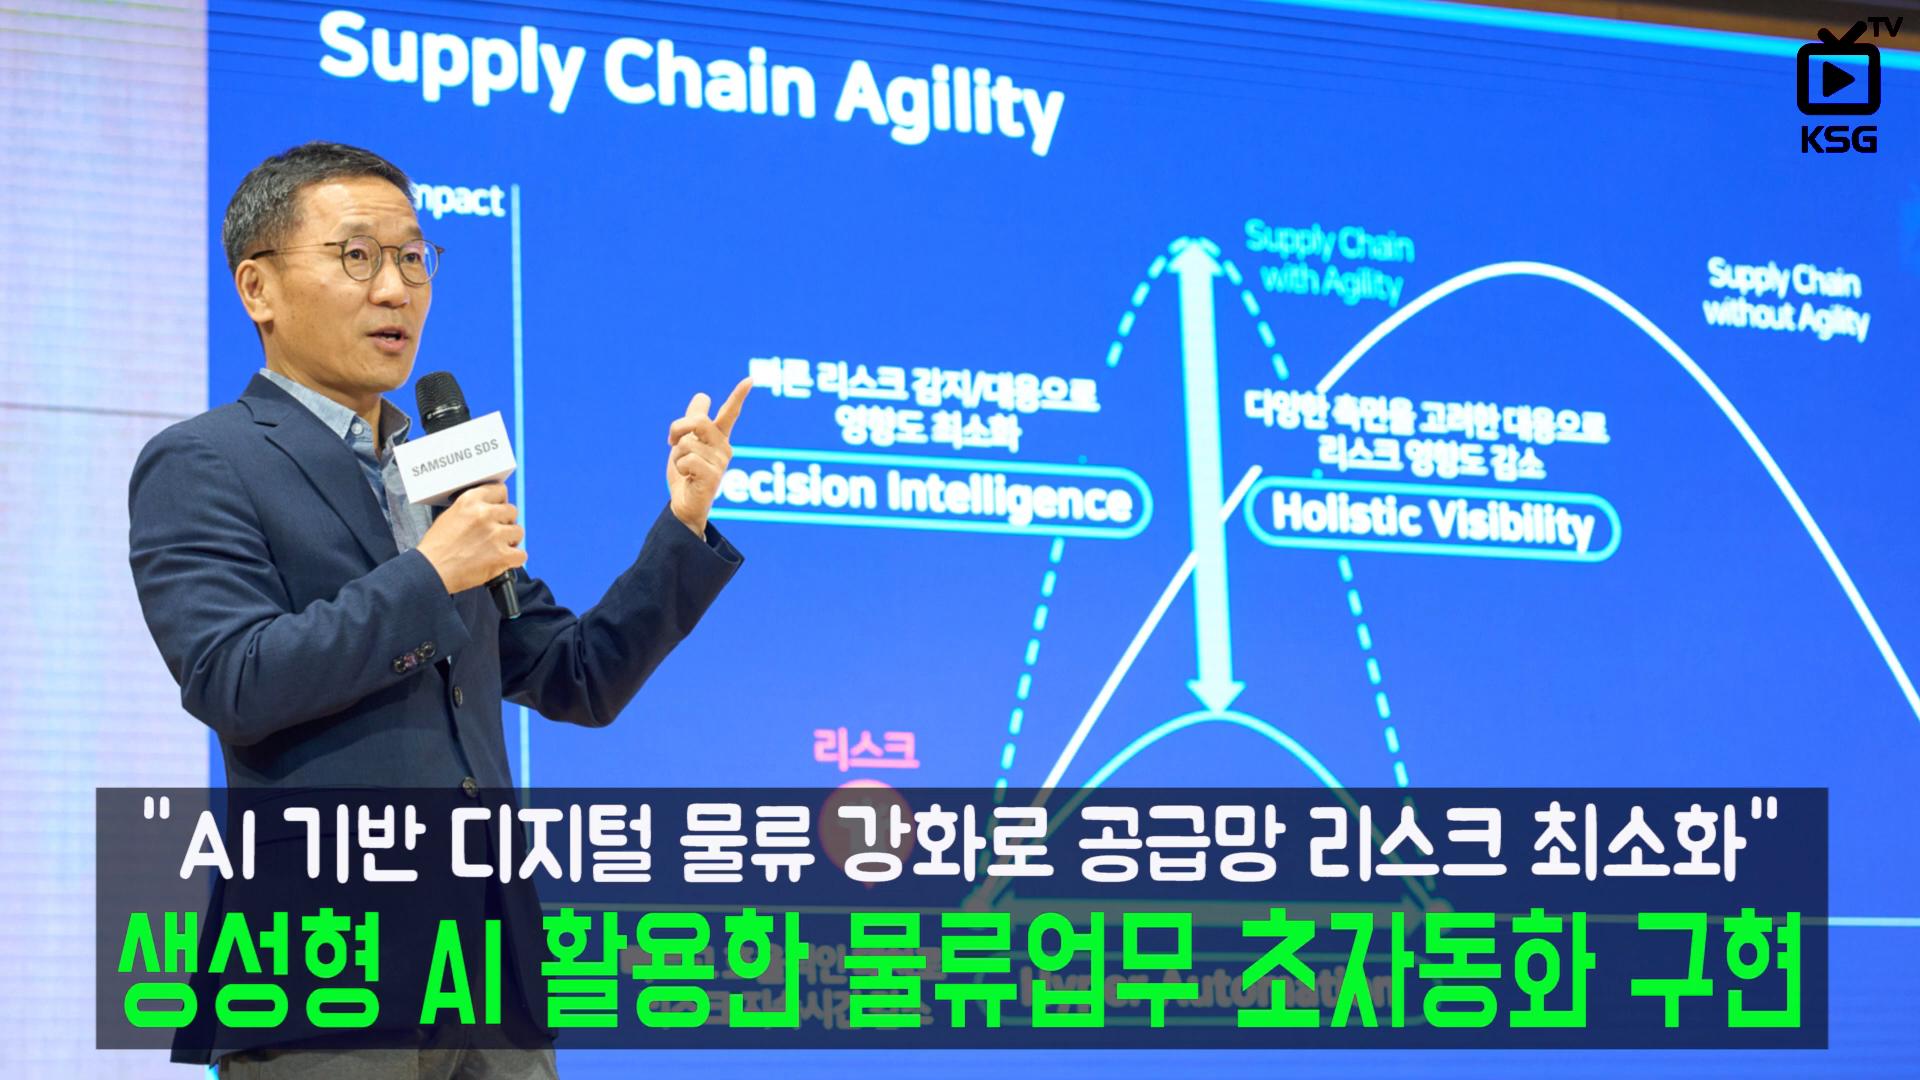 Supply Chain Agility
TV
KSG
mpact
Supply Chain
with Agility
Supply Chain
without Agility
빠른 리스크 감지/대응으로
영향도 최소화
ecision Intelligence
다양한 측면을 고려한 대응으로
리스크 영향도 감소
Holistic Visibility
SAMSUNG SDS
리스크
"AI 기반 디지털 물류 강화로 공급망 리스크 최소화"
생성형 AI 활용한 물류업무 초자동화 구현
Hyper Automation